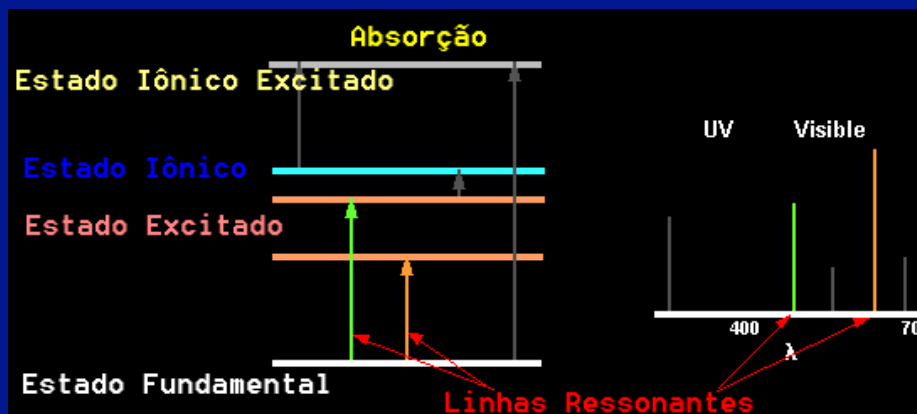 Absorção
Estado Iônico Excitado
UV Visible
Estado Iônico
Estado Excitado
400
λ
Estado Fundamental
Linhas Ressonantes